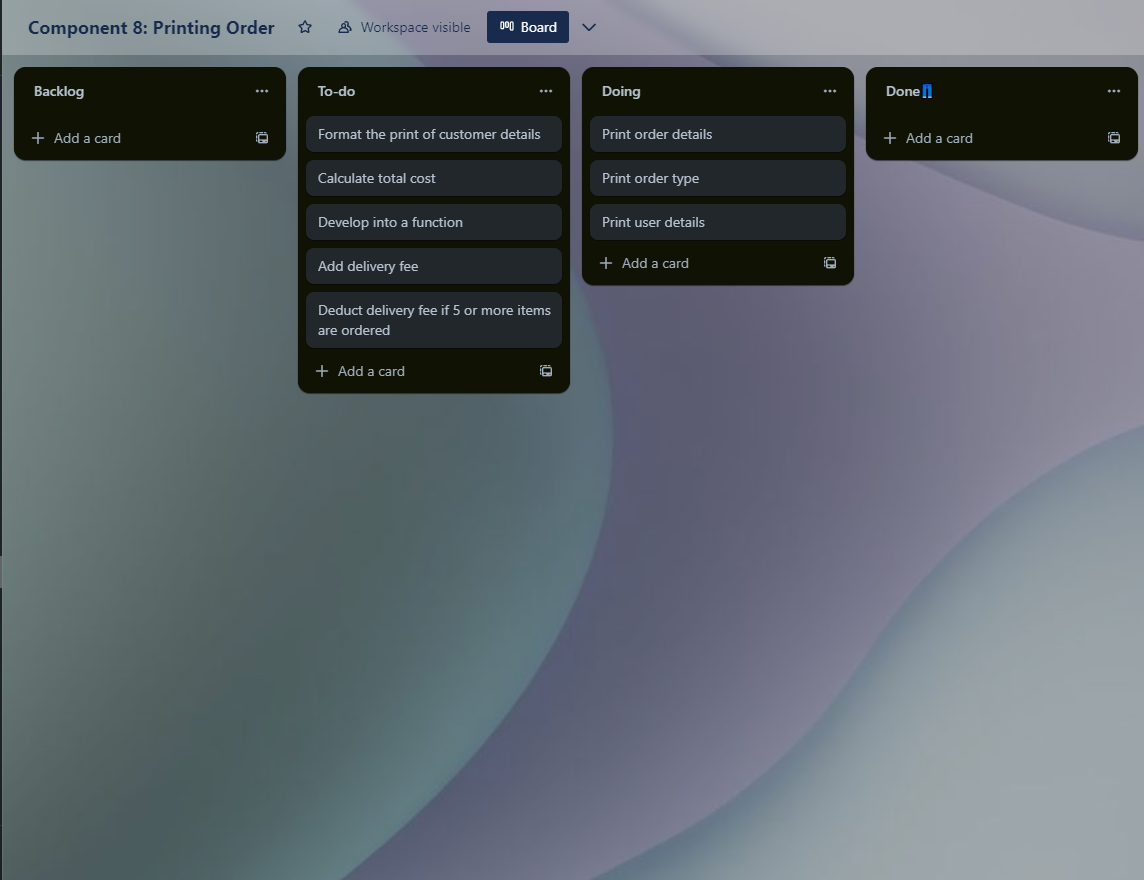 Component 8: Printing Order
Workspace visible
Board
Backlog
Add a card
To-do
Format the print of customer details
Calculate total cost
Develop into a function
Add delivery fee
Deduct delivery fee if 5 or more items
are ordered
Add a card
Doing
Print order details
Print order type
Print user details
Add a card
Done👖
Add a card